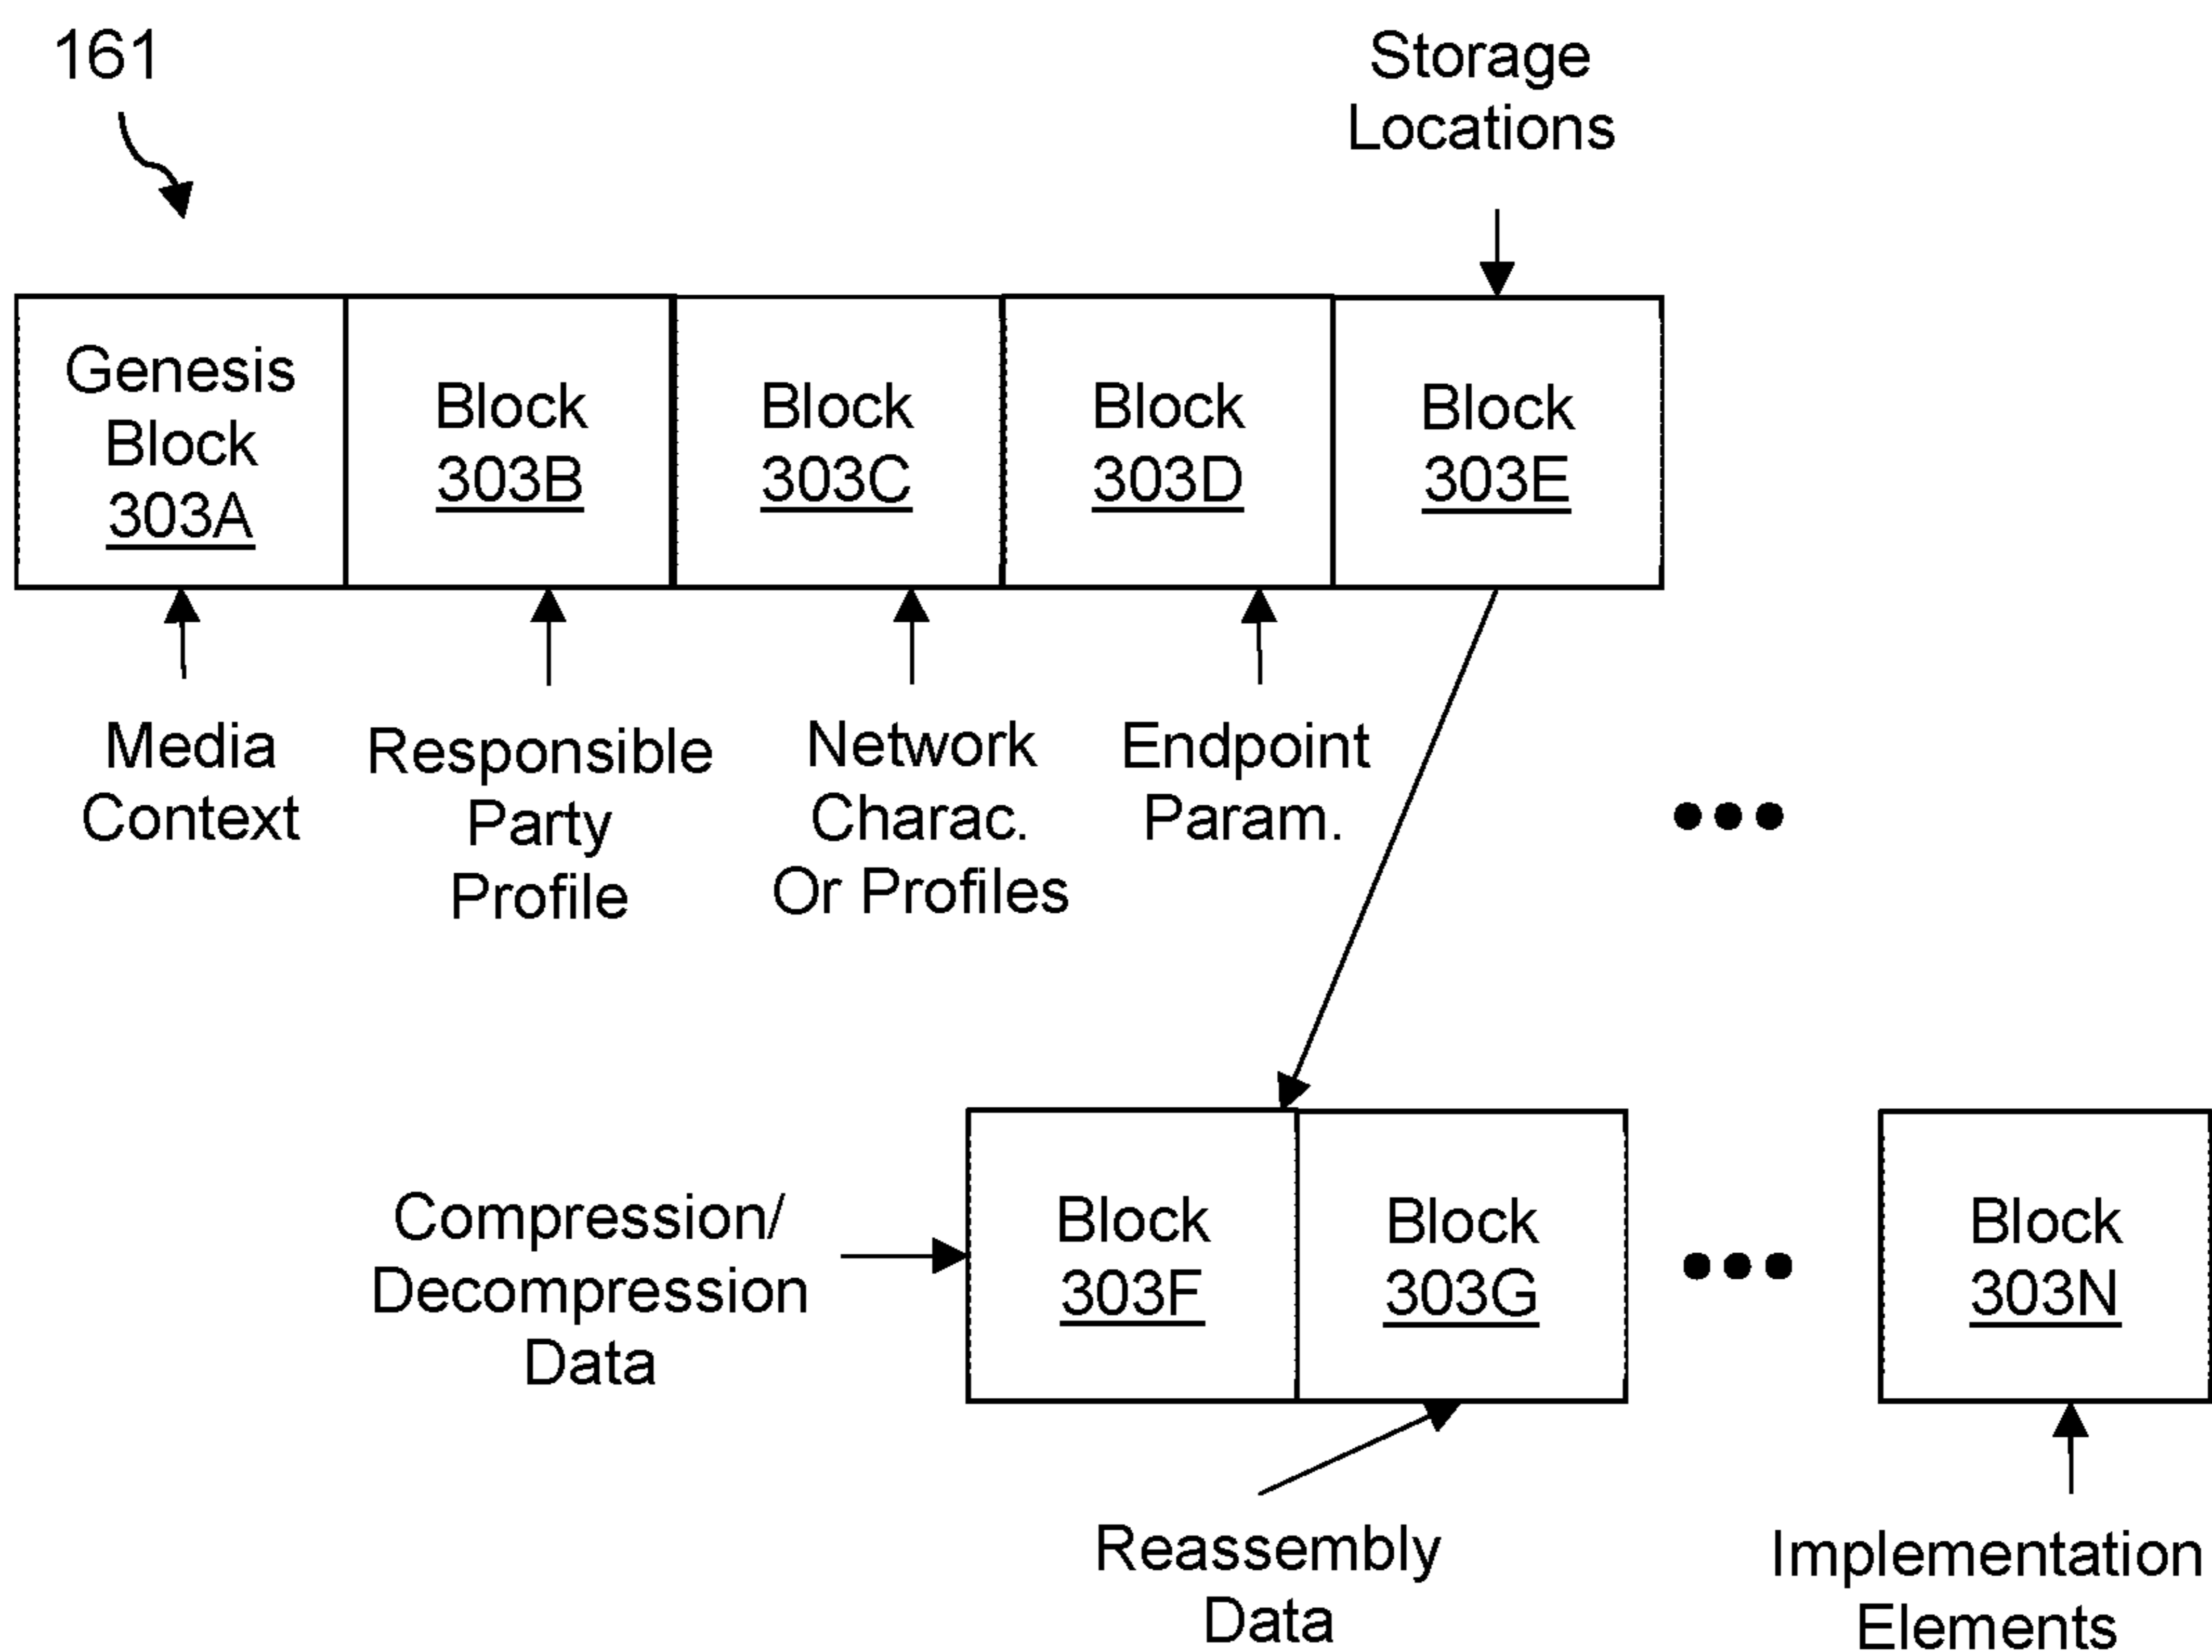 161
Storage
Locations
Genesis
Block
303A
Block
303B
Block
303C
Block
303D
Block
303E
Media
Context
Responsible
Party
Profile
Network
Charac.
Or Profiles
Endpoint
Param.
Compression/
Decompression
Data
Block
303F
Block
303G
Block
303N
Reassembly
Data
Implementation
Elements